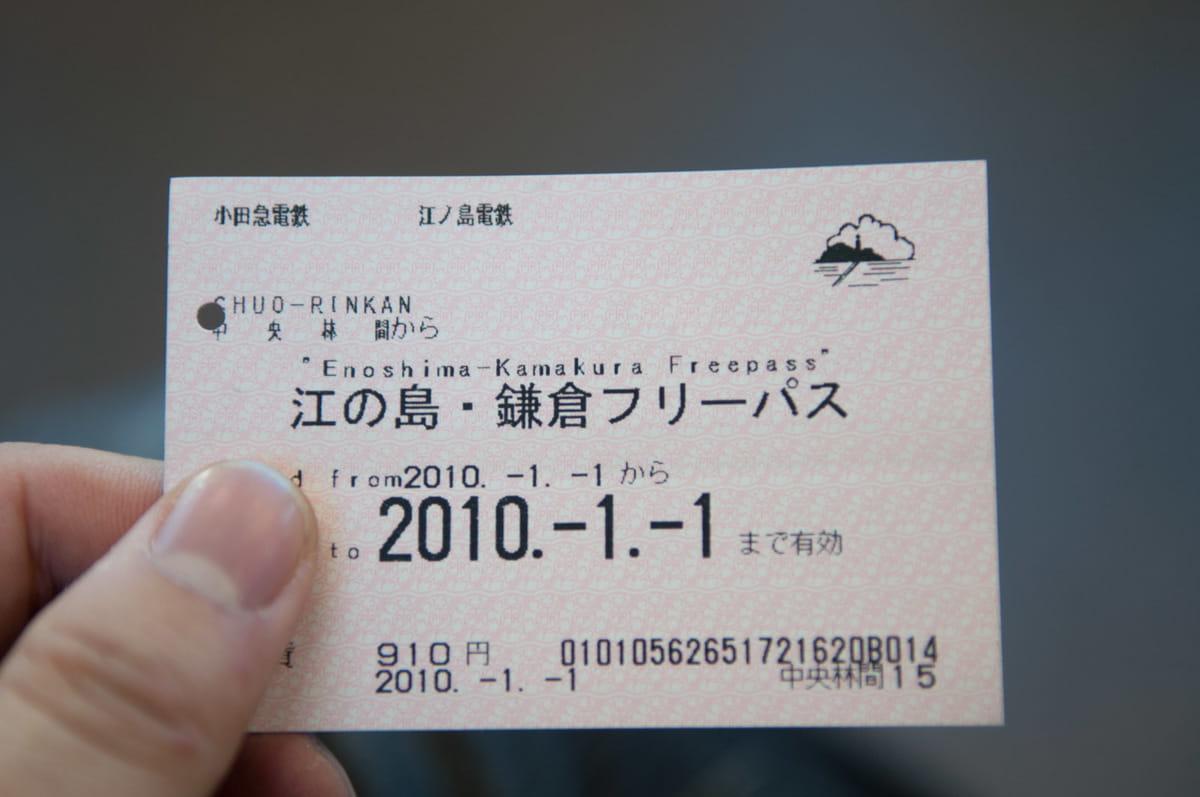 小田急電鉄 江ノ島電鉄
CHUO-RINKAN
中央林間から
"Enoshima-Kamakura Freepass"
江の島・鎌倉フリーパス
from2010.-1.-1から
to 2010.-1.-1 まで有効
910円 01010562651721620B014
2010.-1.-1 中央林間15